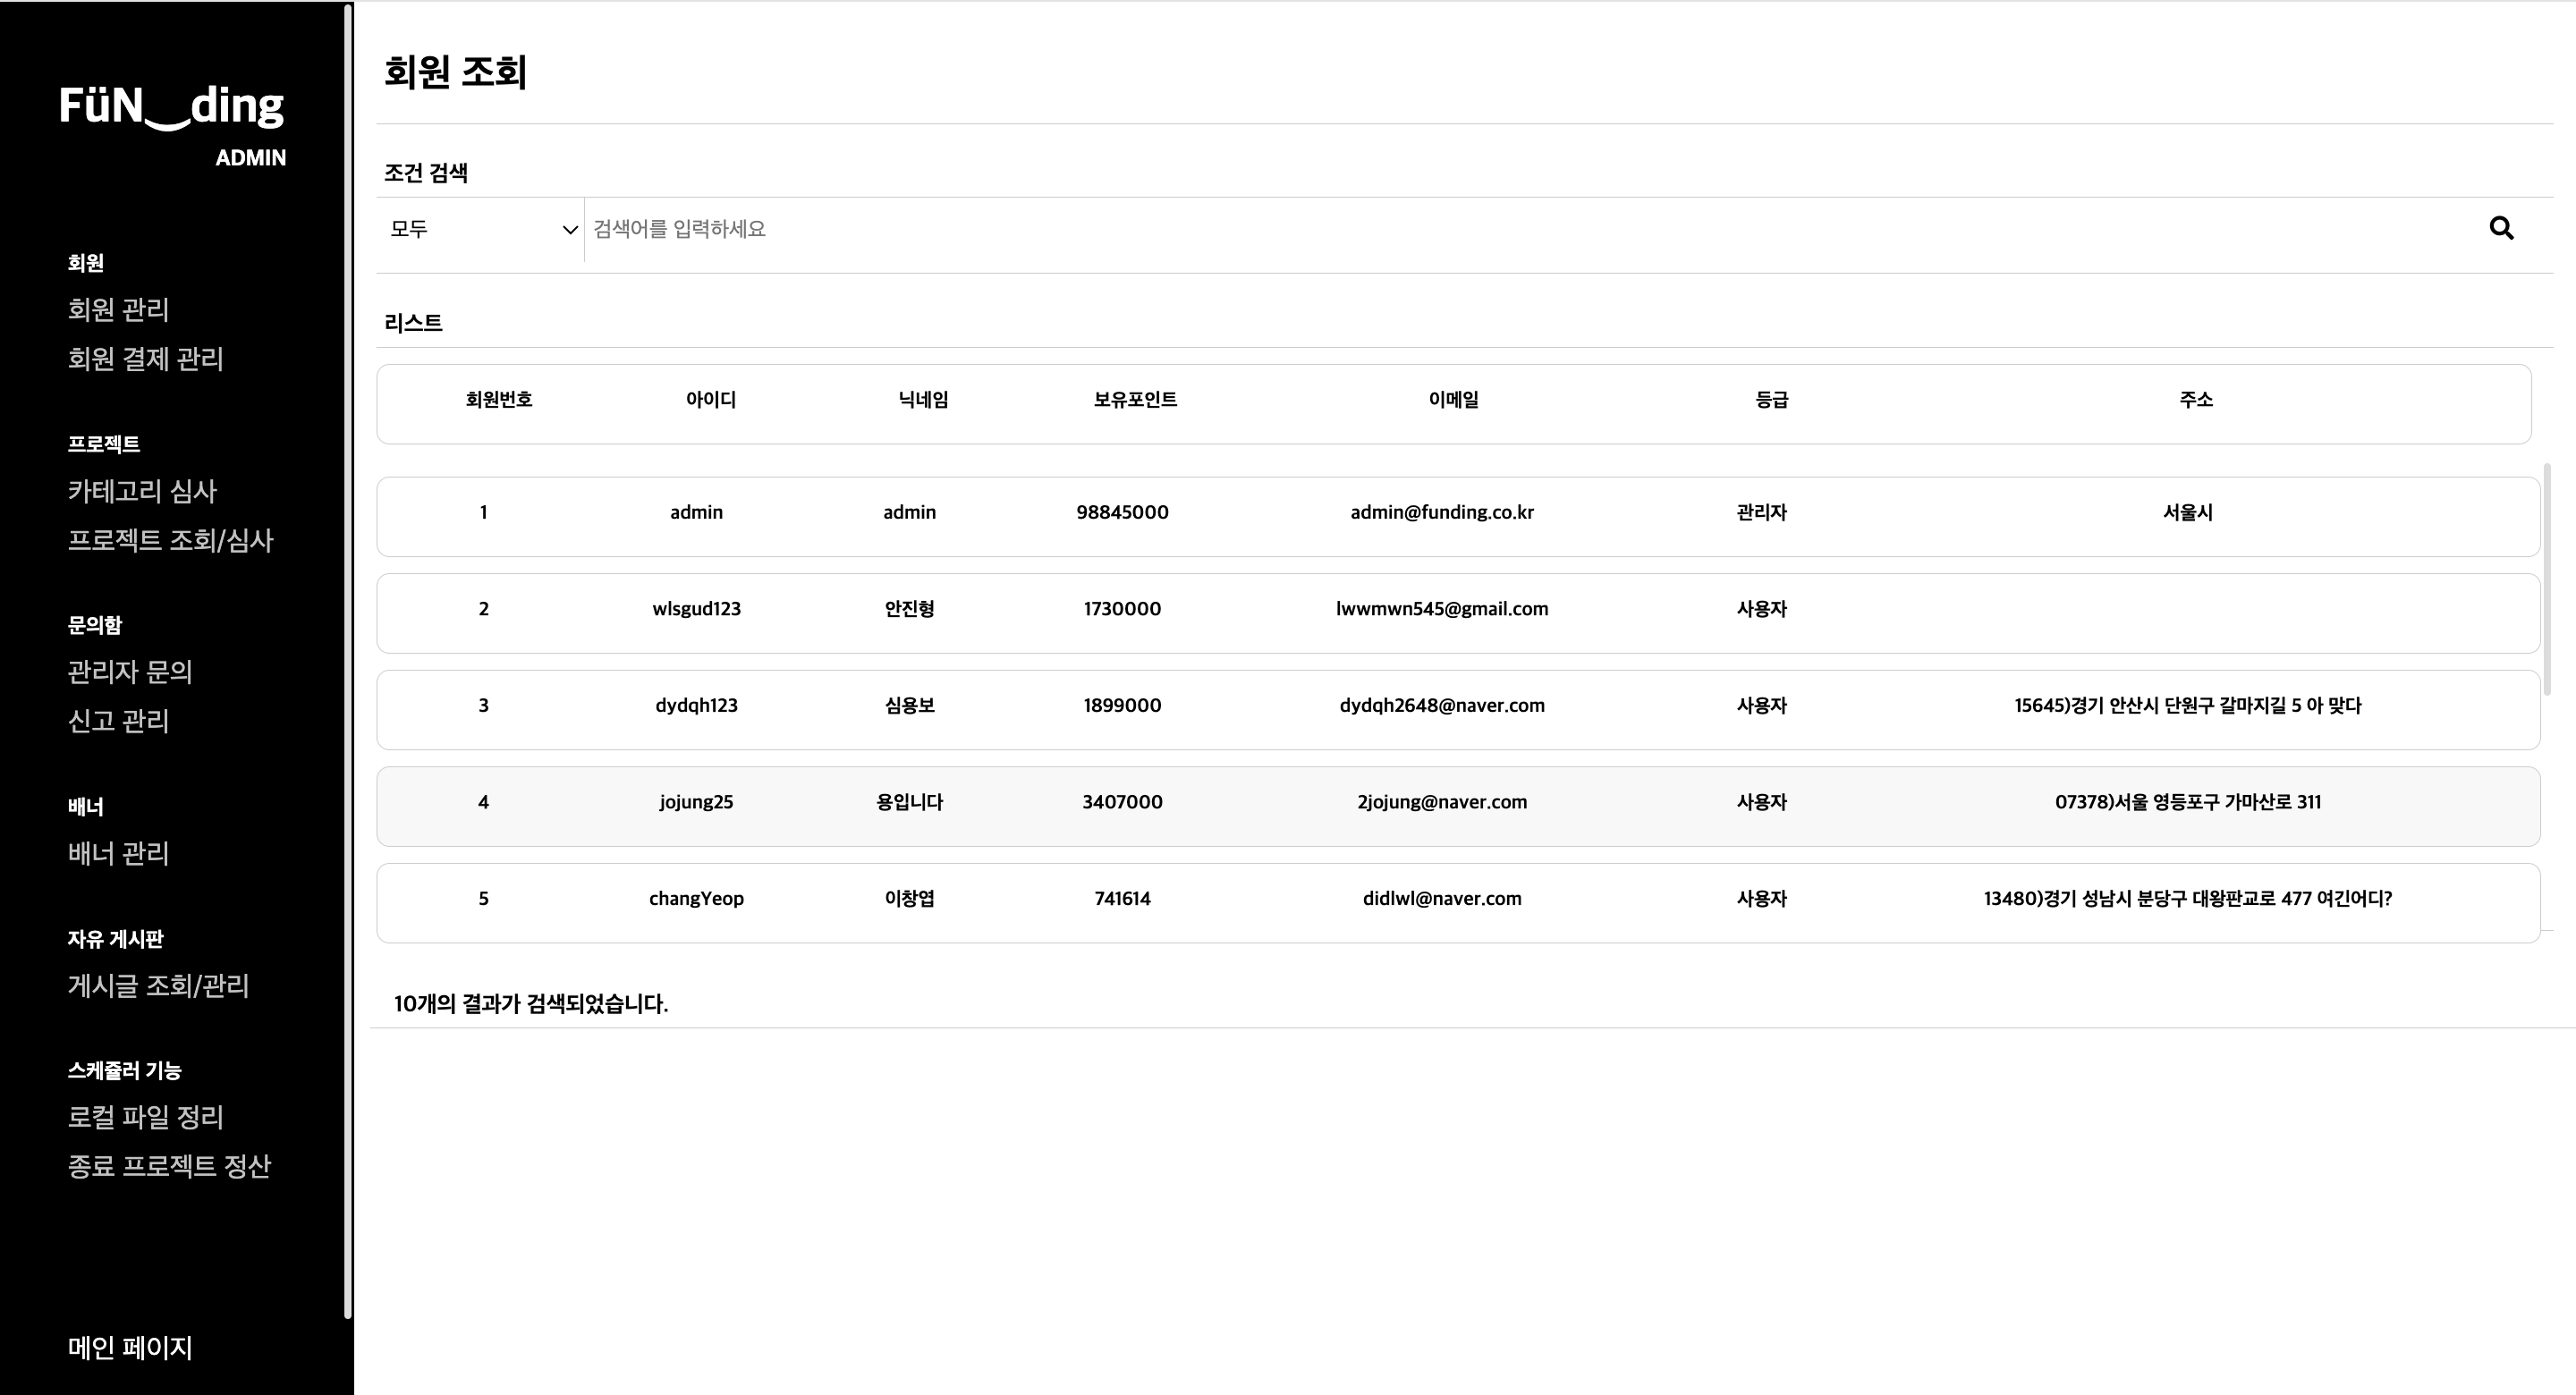 FüN‿ding
ADMIN
회원
회원 관리
회원 결제 관리
프로젝트
카테고리 심사
프로젝트 조회/심사
문의함
관리자 문의
신고 관리
배너
배너 관리
자유 게시판
게시글 조회/관리
스케쥴러 기능
로컬 파일 정리
종료 프로젝트 정산
메인 페이지
회원 조회
조건 검색
모두 검색어를 입력하세요
리스트
회원번호 아이디 닉네임 보유포인트 이메일 등급 주소
1 admin admin 98845000 admin@funding.co.kr 관리자 서울시
2 wlsgud123 안진형 1730000 lwwmwn545@gmail.com 사용자
3 dydqh123 심용보 1899000 dydqh2648@naver.com 사용자 15645)경기 안산시 단원구 갈마지길 5 아 맞다
4 jojung25 용입니다 3407000 2jojung@naver.com 사용자 07378)서울 영등포구 가마산로 311
5 changYeop 이창엽 741614 didlwl@naver.com 사용자 13480)경기 성남시 분당구 대왕판교로 477 여긴어디?
10개의 결과가 검색되었습니다.